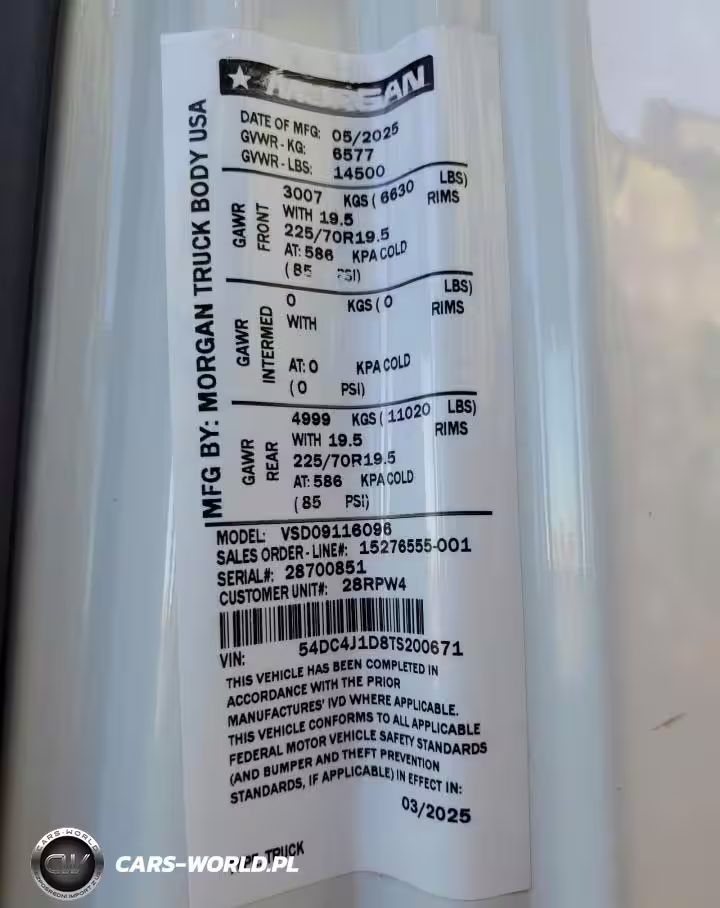 MORGAN
MFG BY: MORGAN TRUCK BODY USA
DATE OF MFG: 05/2025
GVWR - KG: 6577
GVWR - LBS: 14500
GAWR FRONT
3007 KGS ( 6630 LBS)
WITH 19.5 RIMS
225/70R19.5
AT: 586 KPA COLD
( 85 PSI)
GAWR INTERMED
0 KGS ( 0 LBS)
WITH RIMS
AT: 0 KPA COLD
( 0 PSI)
GAWR REAR
4999 KGS ( 11020 LBS)
WITH 19.5 RIMS
225/70R19.5
AT: 586 KPA COLD
( 85 PSI)
MODEL: VSD09116096
SALES ORDER - LINE#: 15276555-001
SERIAL#: 28700851
CUSTOMER UNIT#: 28RPW4
VIN: 54DC4J1D8TS200671
THIS VEHICLE HAS BEEN COMPLETED IN
ACCORDANCE WITH THE PRIOR
MANUFACTURES' IVD WHERE APPLICABLE.
THIS VEHICLE CONFORMS TO ALL APPLICABLE
FEDERAL MOTOR VEHICLE SAFETY STANDARDS
(AND BUMPER AND THEFT PREVENTION
STANDARDS, IF APPLICABLE) IN EFFECT IN:
03/2025
TRUCK
CARS-WORLD
CW
CARS-WORLD.PL